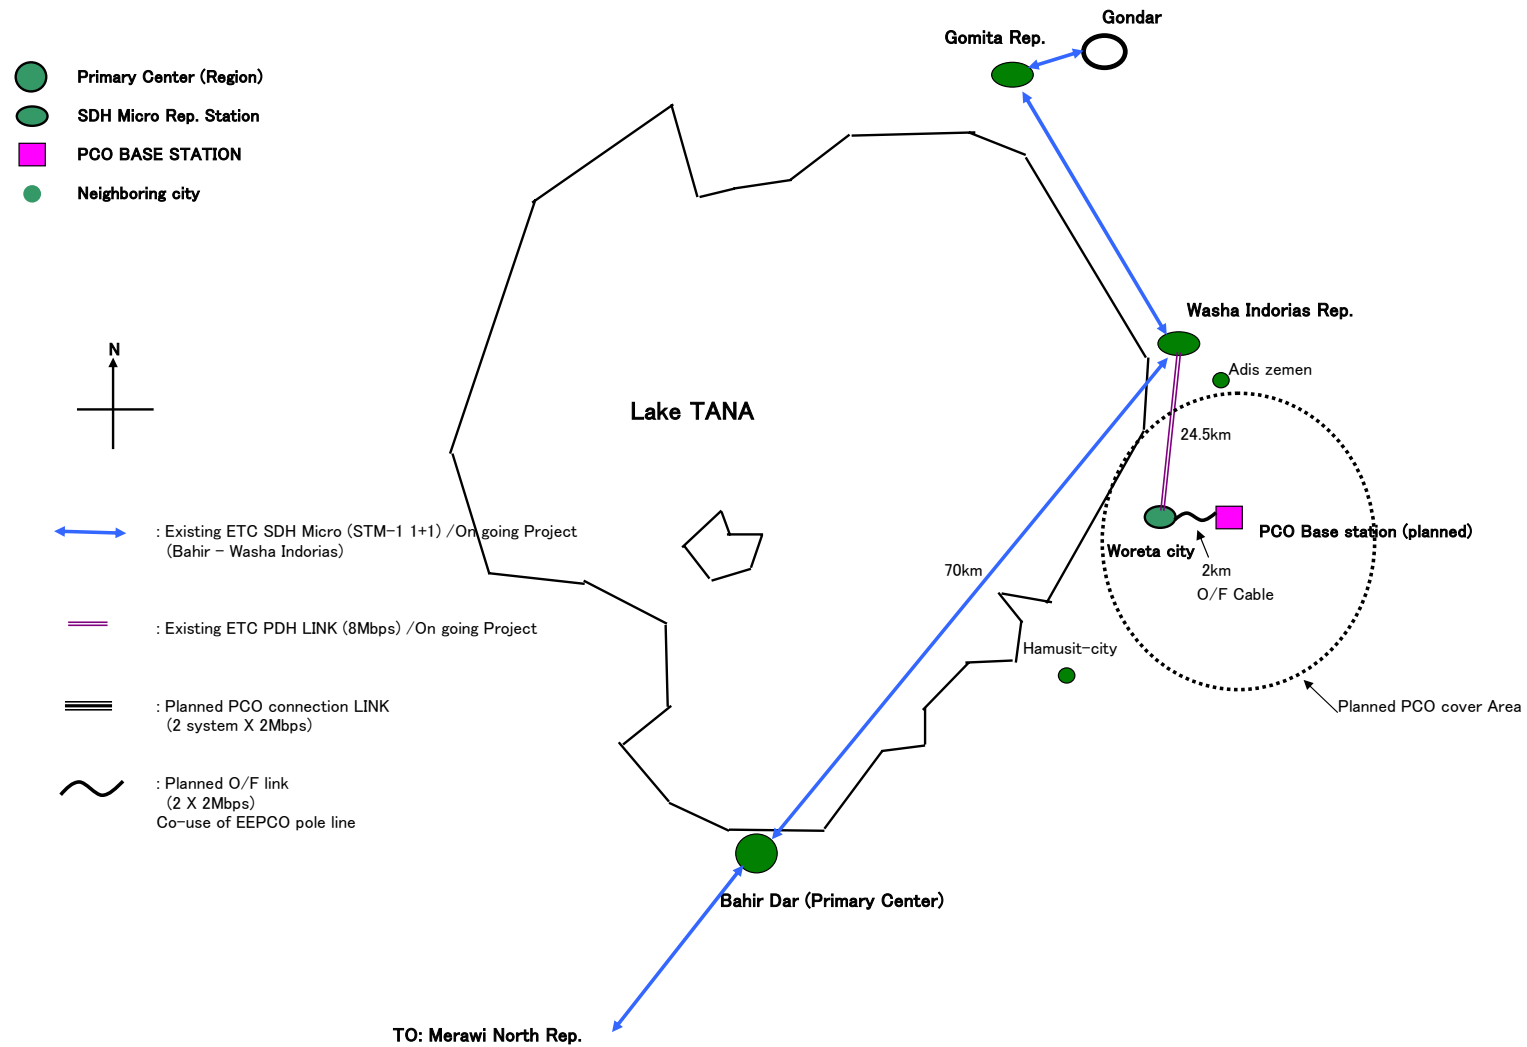 Gondar
Gomita Rep.
Primary Center (Region)
SDH Micro Rep. Station
PCO BASE STATION
Neighboring city
Washa Indorias Rep.
N
Adis zemen
Lake TANA
24.5km
: Existing ETC SDH Micro (STM-1 1+1) /On going Project
(Bahir - Washa Indorias)
PCO Base station (planned)
Woreta city
70km
2km
O/F Cable
: Existing ETC PDH LINK (8Mbps) /On going Project
Hamusit-city
: Planned PCO connection LINK
(2 system X 2Mbps)
Planned PCO cover Area
: Planned O/F link
(2 X 2Mbps)
Co-use of EEPCO pole line
Bahir Dar (Primary Center)
TO: Merawi North Rep.